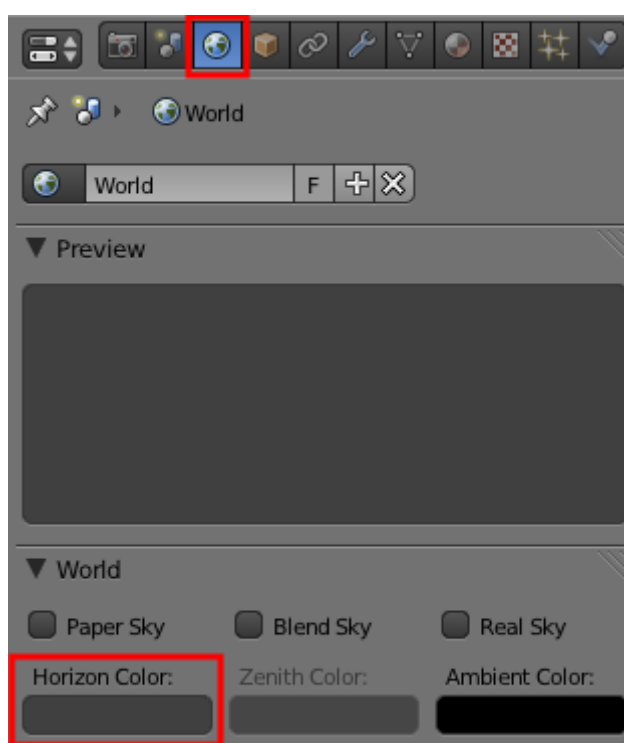 World
World F
Preview
World
Paper Sky Blend Sky Real Sky
Horizon Color: Zenith Color: Ambient Color: